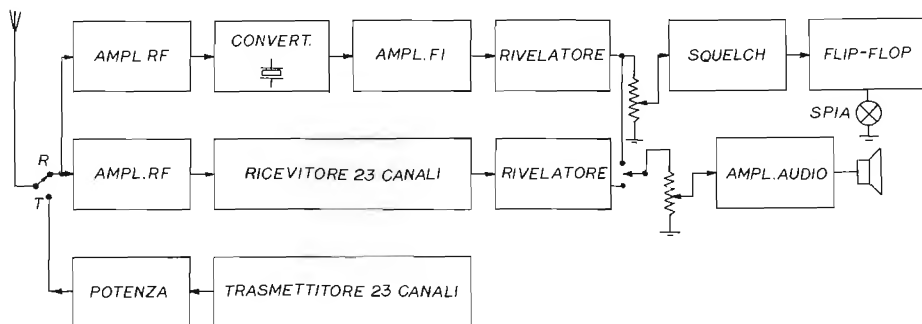 AMPL. RF
CONVERT.
AMPL. FI
RIVELATORE
SQUELCH
FLIP-FLOP
SPIA
R
T
AMPL. RF
RICEVITORE 23 CANALI
RIVELATORE
AMPL. AUDIO
POTENZA
TRASMETTITORE 23 CANALI